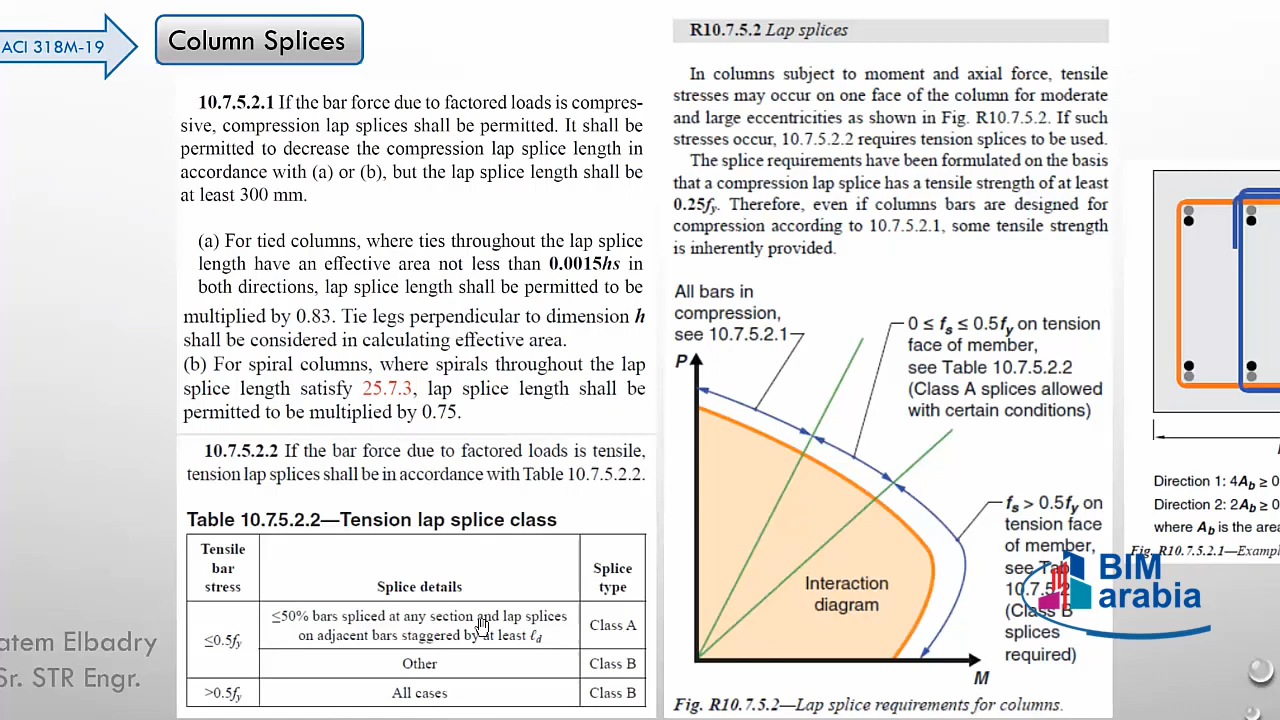 ACI 318M-19
Column Splices
10.7.5.2.1 If the bar force due to factored loads is compres-
sive, compression lap splices shall be permitted. It shall be
permitted to decrease the compression lap splice length in
accordance with (a) or (b), but the lap splice length shall be
at least 300 mm.
(a) For tied columns, where ties throughout the lap splice
length have an effective area not less than 0.0015hs in
both directions, lap splice length shall be permitted to be
multiplied by 0.83. Tie legs perpendicular to dimension h
shall be considered in calculating effective area.
(b) For spiral columns, where spirals throughout the lap
splice length satisfy 25.7.3, lap splice length shall be
permitted to be multiplied by 0.75.
10.7.5.2.2 If the bar force due to factored loads is tensile,
tension lap splices shall be in accordance with Table 10.7.5.2.2.
Table 10.7.5.2.2—Tension lap splice class
Tensile
bar
stress
Splice details
Splice
type
≤0.5fy
≤50% bars spliced at any section and lap splices
on adjacent bars staggered by at least ℓd
Class A
Other
Class B
>0.5fy
All cases
Class B
atem Elbadry
Sr. STR Engr.
R10.7.5.2 Lap splices
In columns subject to moment and axial force, tensile
stresses may occur on one face of the column for moderate
and large eccentricities as shown in Fig. R10.7.5.2. If such
stresses occur, 10.7.5.2.2 requires tension splices to be used.
The splice requirements have been formulated on the basis
that a compression lap splice has a tensile strength of at least
0.25fy. Therefore, even if columns bars are designed for
compression according to 10.7.5.2.1, some tensile strength
is inherently provided.
All bars in
compression,
see 10.7.5.2.1
P
0 ≤ fs ≤ 0.5fy on tension
face of member,
see Table 10.7.5.2.2
(Class A splices allowed
with certain conditions)
fs > 0.5fy on
tension face
of member,
see Tab
10.7.5.2
(Class B
splices
required)
Interaction
diagram
M
Fig. R10.7.5.2—Lap splice requirements for columns.
Direction 1: 4Ab ≥ 0
Direction 2: 2Ab ≥ 0
where Ab is the area
Fig. R10.7.5.2.1—Exampl
BIM
arabia